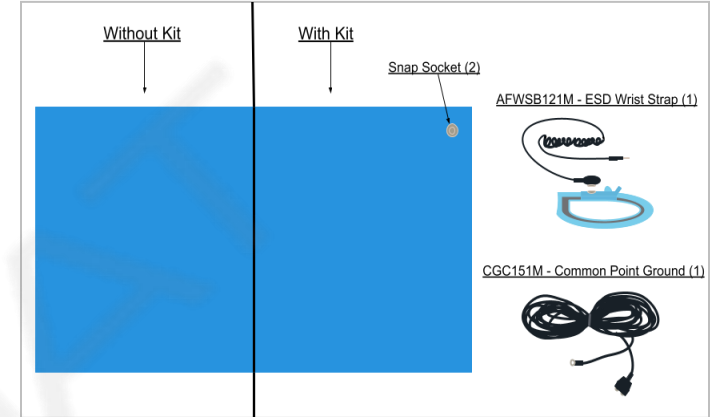 Without Kit
With Kit
Snap Socket (2)
AFWSB121M - ESD Wrist Strap (1)
CGC151M - Common Point Ground (1)